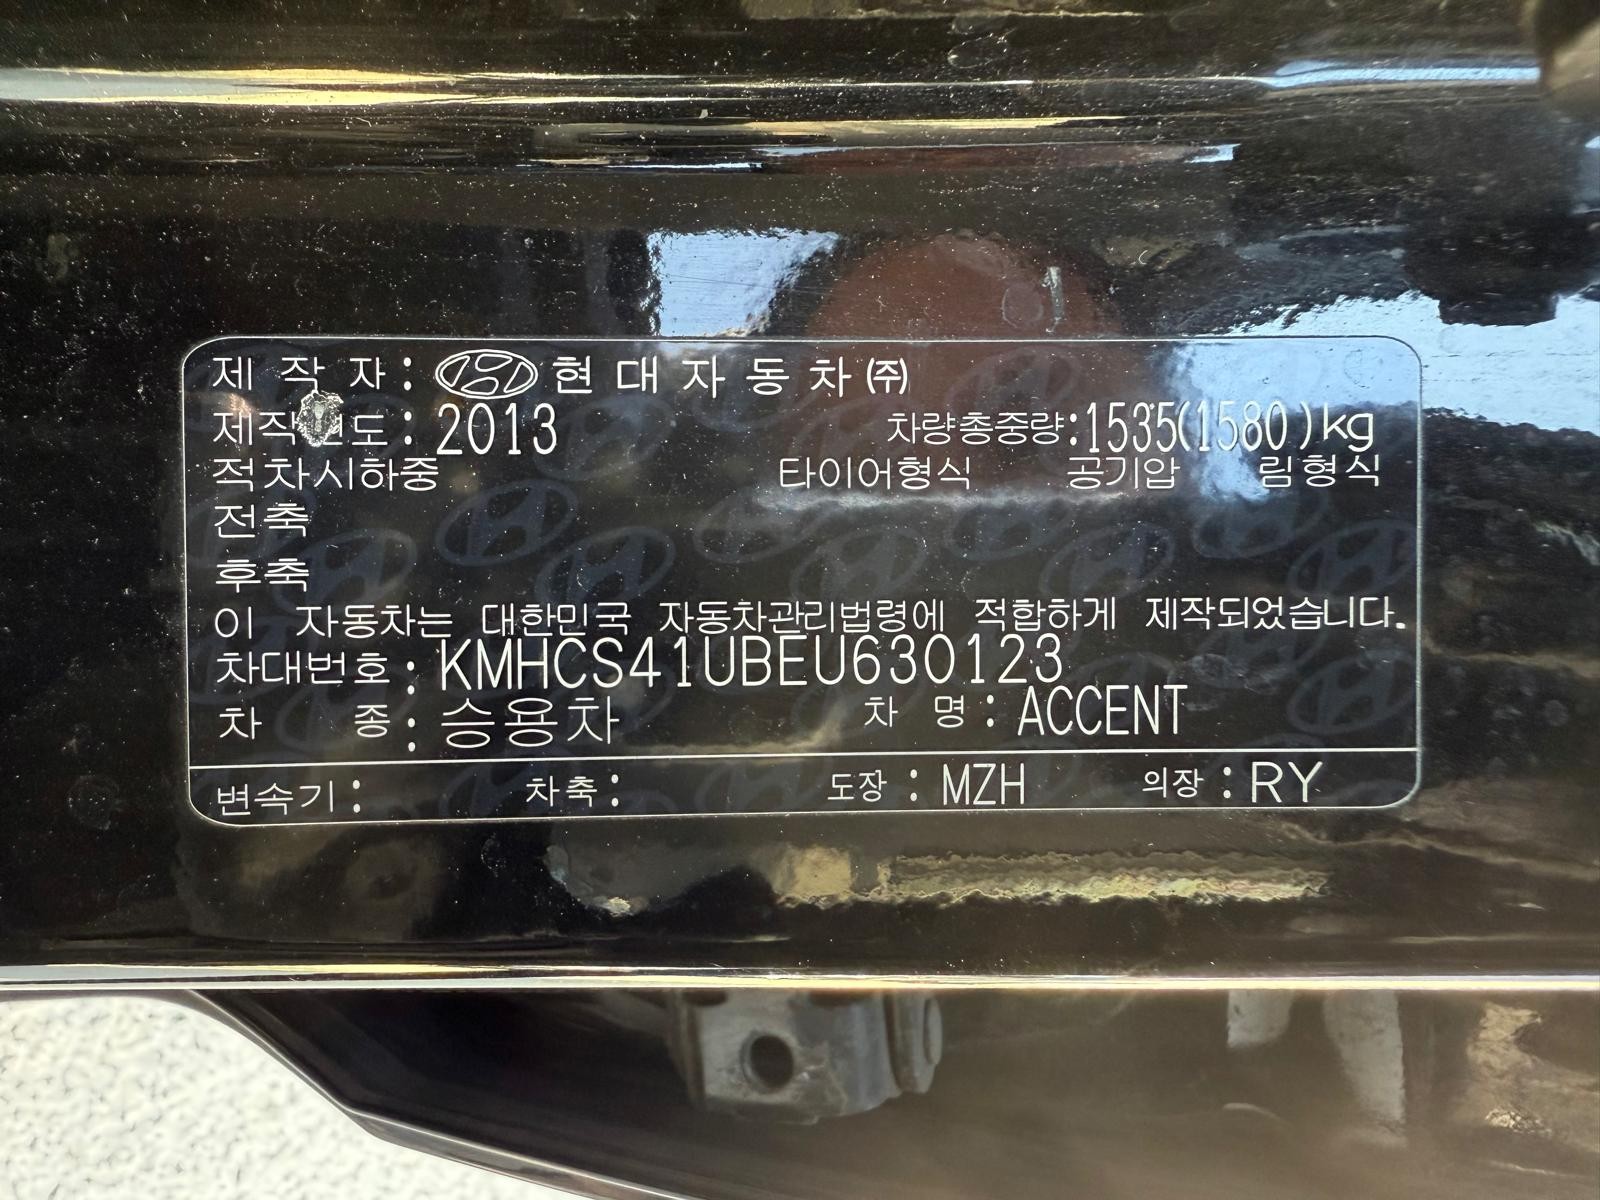 제 작 자 : 현 대 자 동 차 ㈜
제작년도 : 2013 차량총중량:1535(1580)kg
적차시하중 타이어형식 공기압 림형식
전축
후축
이 자동차는 대한민국 자동차관리법령에 적합하게 제작되었습니다.
차대번호 : KMHCS41UBEU630123
차 종 : 승용차 차 명 : ACCENT
변속기 : 차축 : 도장 : MZH 의장 : RY